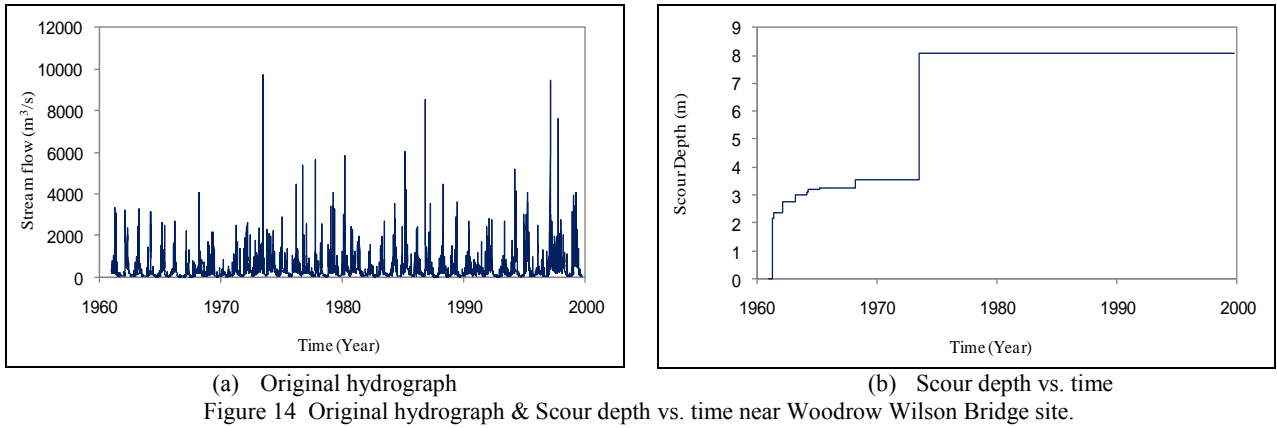 12000
10000
8000
6000
4000
2000
0
Stream flow (m³/s)
1960 1970 1980 1990 2000
Time (Year)
9
8
7
6
5
4
3
2
1
0
Scour Depth (m)
1960 1970 1980 1990 2000
Time (Year)
(a) Original hydrograph
(b) Scour depth vs. time
Figure 14 Original hydrograph & Scour depth vs. time near Woodrow Wilson Bridge site.